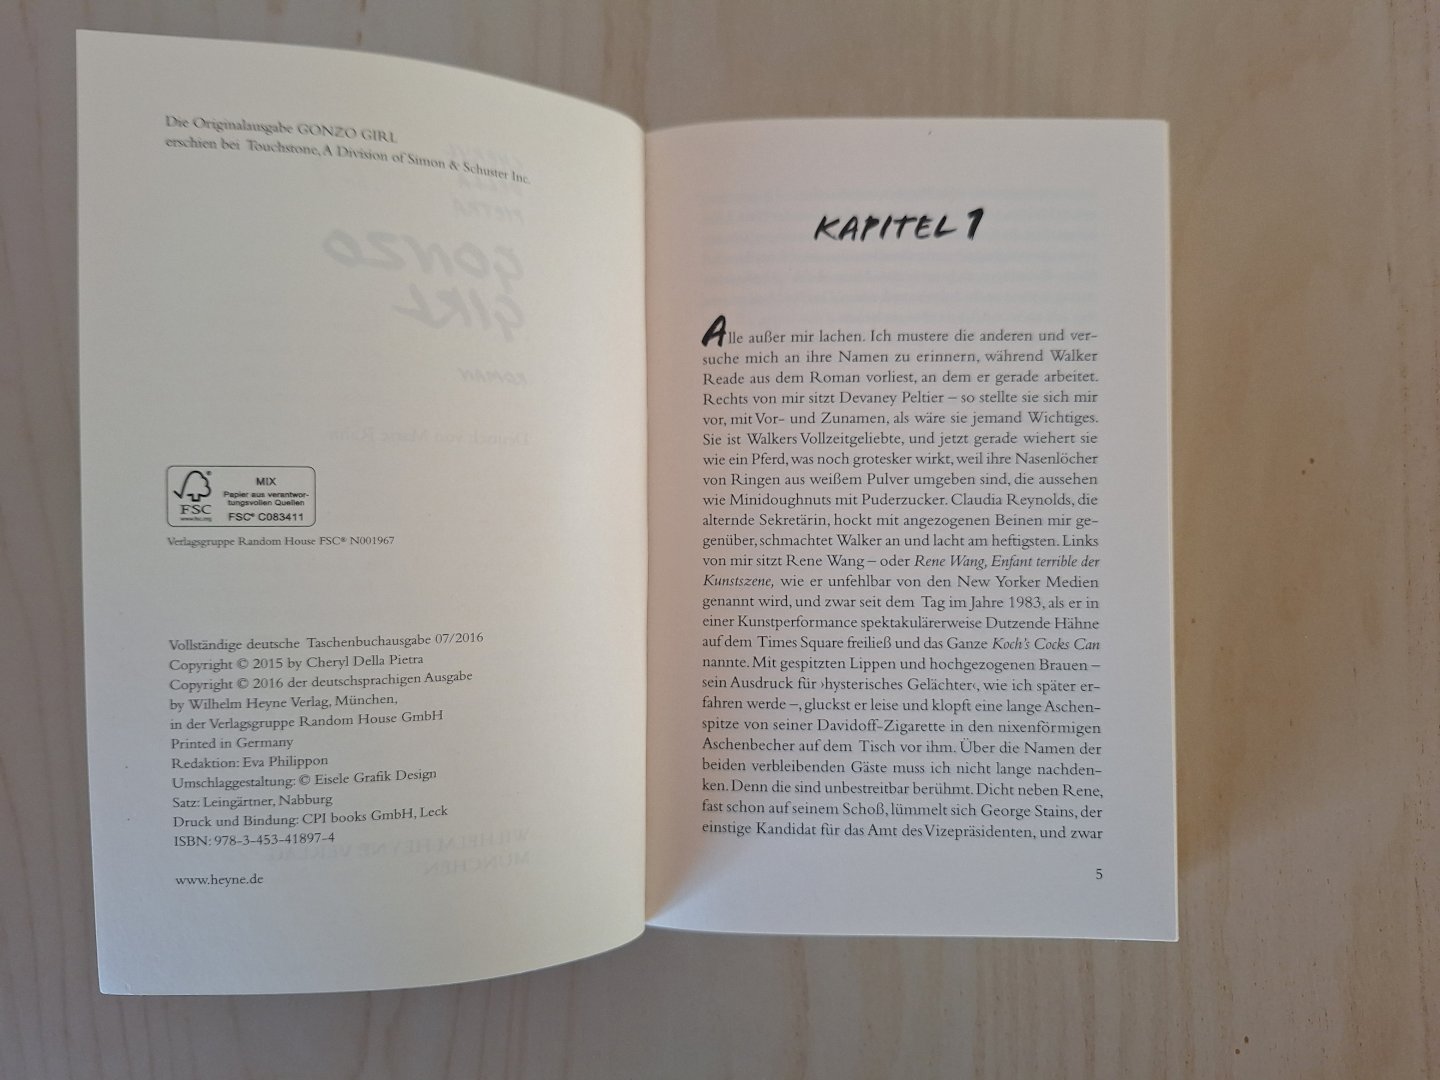 Die Originalausgabe GONZO GIRL
erschien bei Touchstone, A Division of Simon & Schuster Inc.
FSC
www.fsc.org
MIX
Papier aus verantwor-
tungsvollen Quellen
FSC® C083411
Verlagsgruppe Random House FSC® N001967
Vollständige deutsche Taschenbuchausgabe 07/2016
Copyright © 2015 by Cheryl Della Pietra
Copyright © 2016 der deutschsprachigen Ausgabe
by Wilhelm Heyne Verlag, München,
in der Verlagsgruppe Random House GmbH
Printed in Germany
Redaktion: Eva Philippon
Umschlaggestaltung: © Eisele Grafik Design
Satz: Leingärtner, Nabburg
Druck und Bindung: CPI books GmbH, Leck
ISBN: 978-3-453-41897-4
www.heyne.de
KAPITEL 1
Alle außer mir lachen. Ich mustere die anderen und ver-
suche mich an ihre Namen zu erinnern, während Walker
Reade aus dem Roman vorliest, an dem er gerade arbeitet.
Rechts von mir sitzt Devaney Peltier – so stellte sie sich mir
vor, mit Vor- und Zunamen, als wäre sie jemand Wichtiges.
Sie ist Walkers Vollzeitgeliebte, und jetzt gerade wiehert sie
wie ein Pferd, was noch grotesker wirkt, weil ihre Nasenlöcher
von Ringen aus weißem Pulver umgeben sind, die aussehen
wie Minidoughnuts mit Puderzucker. Claudia Reynolds, die
alternde Sekretärin, hockt mit angezogenen Beinen mir ge-
genüber, schmachtet Walker an und lacht am heftigsten. Links
von mir sitzt Rene Wang – oder Rene Wang, Enfant terrible der
Kunstszene, wie er unfehlbar von den New Yorker Medien
genannt wird, und zwar seit dem Tag im Jahre 1983, als er in
einer Kunstperformance spektakulärerweise Dutzende Hähne
auf dem Times Square freiließ und das Ganze Koch's Cocks Can
nannte. Mit gespitzten Lippen und hochgezogenen Brauen –
sein Ausdruck für ›hysterisches Gelächter‹, wie ich später er-
fahren werde –, gluckst er leise und klopft eine lange Aschen-
spitze von seiner Davidoff-Zigarette in den nixenförmigen
Aschenbecher auf dem Tisch vor ihm. Über die Namen der
beiden verbleibenden Gäste muss ich nicht lange nachden-
ken. Denn die sind unbestreitbar berühmt. Dicht neben Rene,
fast schon auf seinem Schoß, lümmelt sich George Stains, der
einstige Kandidat für das Amt des Vizepräsidenten, und zwar
5